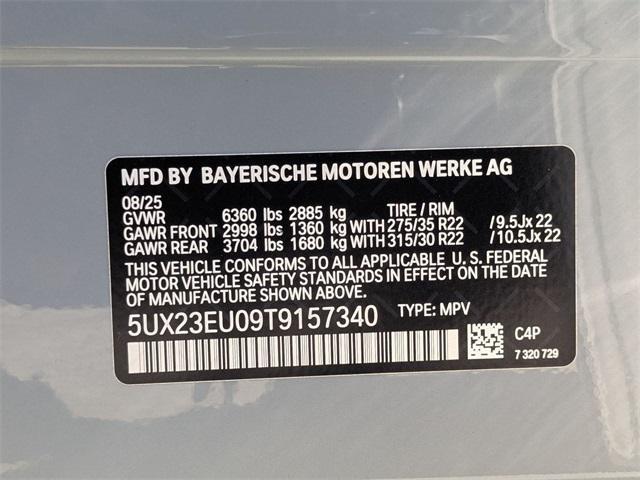 MFD BY BAYERISCHE MOTOREN WERKE AG
08/25
GVWR 6360 lbs 2885 kg TIRE / RIM
GAWR FRONT 2998 lbs 1360 kg WITH 275/35 R22 /9.5Jx 22
GAWR REAR 3704 lbs 1680 kg WITH 315/30 R22 /10.5Jx 22
THIS VEHICLE CONFORMS TO ALL APPLICABLE U. S. FEDERAL
MOTOR VEHICLE SAFETY STANDARDS IN EFFECT ON THE
DATE OF MANUFACTURE SHOWN ABOVE.
5UX23EU09T9157340 TYPE: MPV
C4P
7 320 729